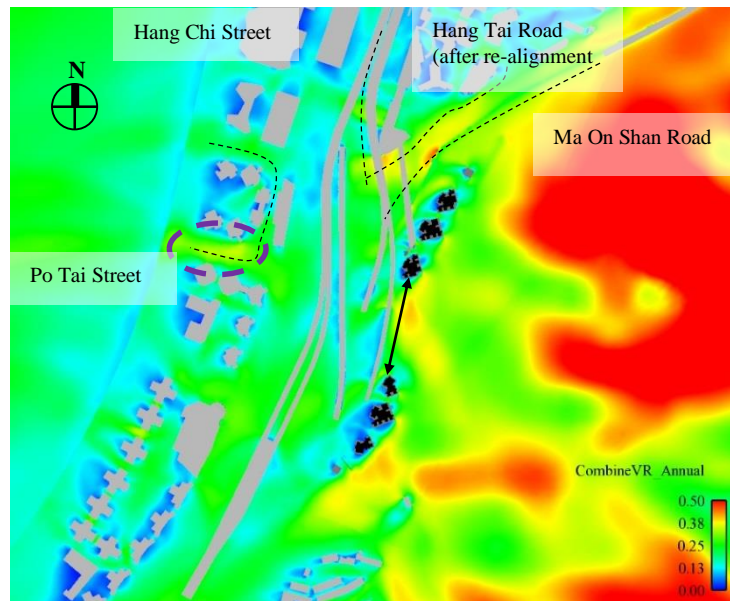 Hang Chi Street
Hang Tai Road
(after re-alignment
N
Ma On Shan Road
Po Tai Street
CombineVR_Annual
0.50
0.38
0.25
0.13
0.00